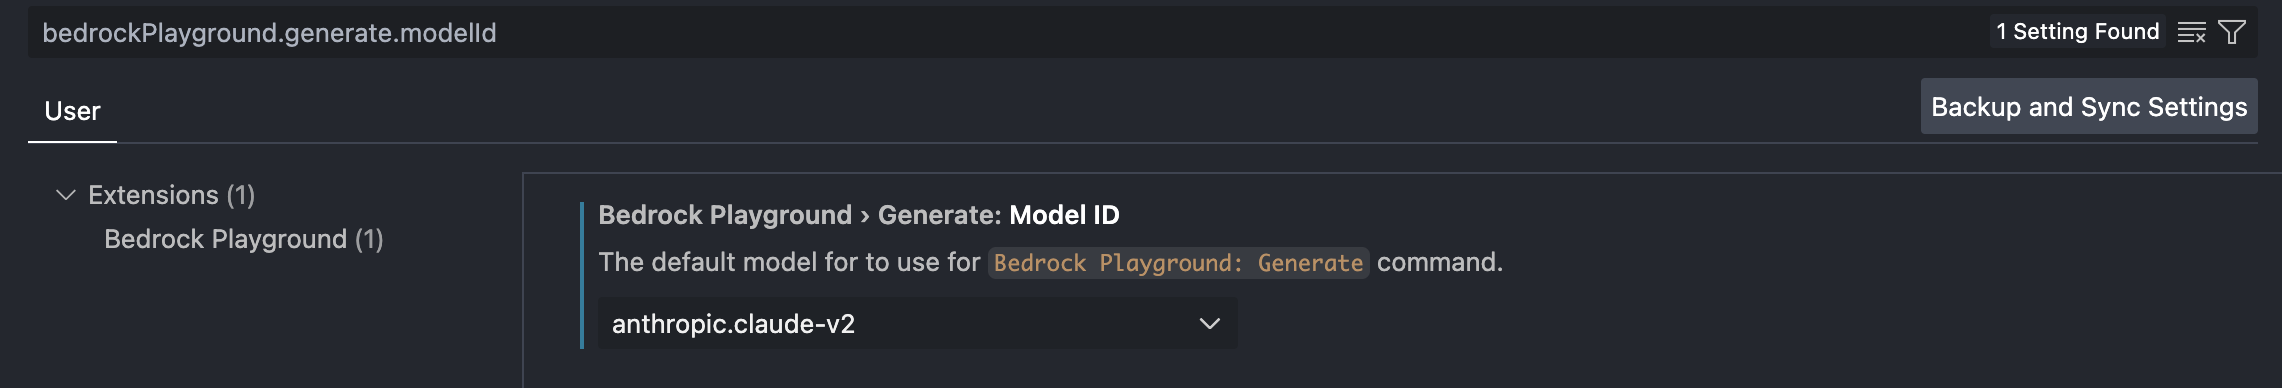 bedrockPlayground.generate.modelId
1 Setting Found
User
Backup and Sync Settings
Extensions (1)
Bedrock Playground (1)
Bedrock Playground › Generate: Model ID
The default model for to use for Bedrock Playground: Generate command.
anthropic.claude-v2